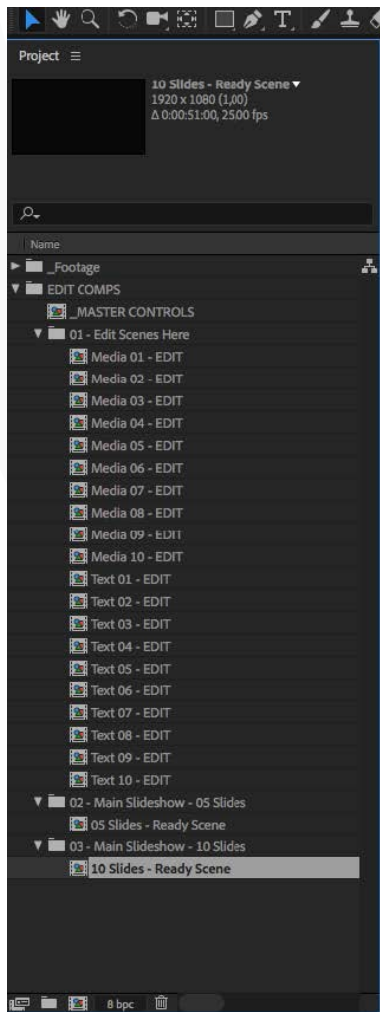 Project
10 Slides - Ready Scene
1920 x 1080 (1,00)
Δ 0:00:51:00, 25,00 fps
Name
_Footage
EDIT COMPS
_MASTER CONTROLS
01 - Edit Scenes Here
Media 01 - EDIT
Media 02 - EDIT
Media 03 - EDIT
Media 04 - EDIT
Media 05 - EDIT
Media 06 - EDIT
Media 07 - EDIT
Media 08 - EDIT
Media 09 - EDIT
Media 10 - EDIT
Text 01 - EDIT
Text 02 - EDIT
Text 03 - EDIT
Text 04 - EDIT
Text 05 - EDIT
Text 06 - EDIT
Text 07 - EDIT
Text 08 - EDIT
Text 09 - EDIT
Text 10 - EDIT
02 - Main Slideshow - 05 Slides
05 Slides - Ready Scene
03 - Main Slideshow - 10 Slides
10 Slides - Ready Scene
8 bpc